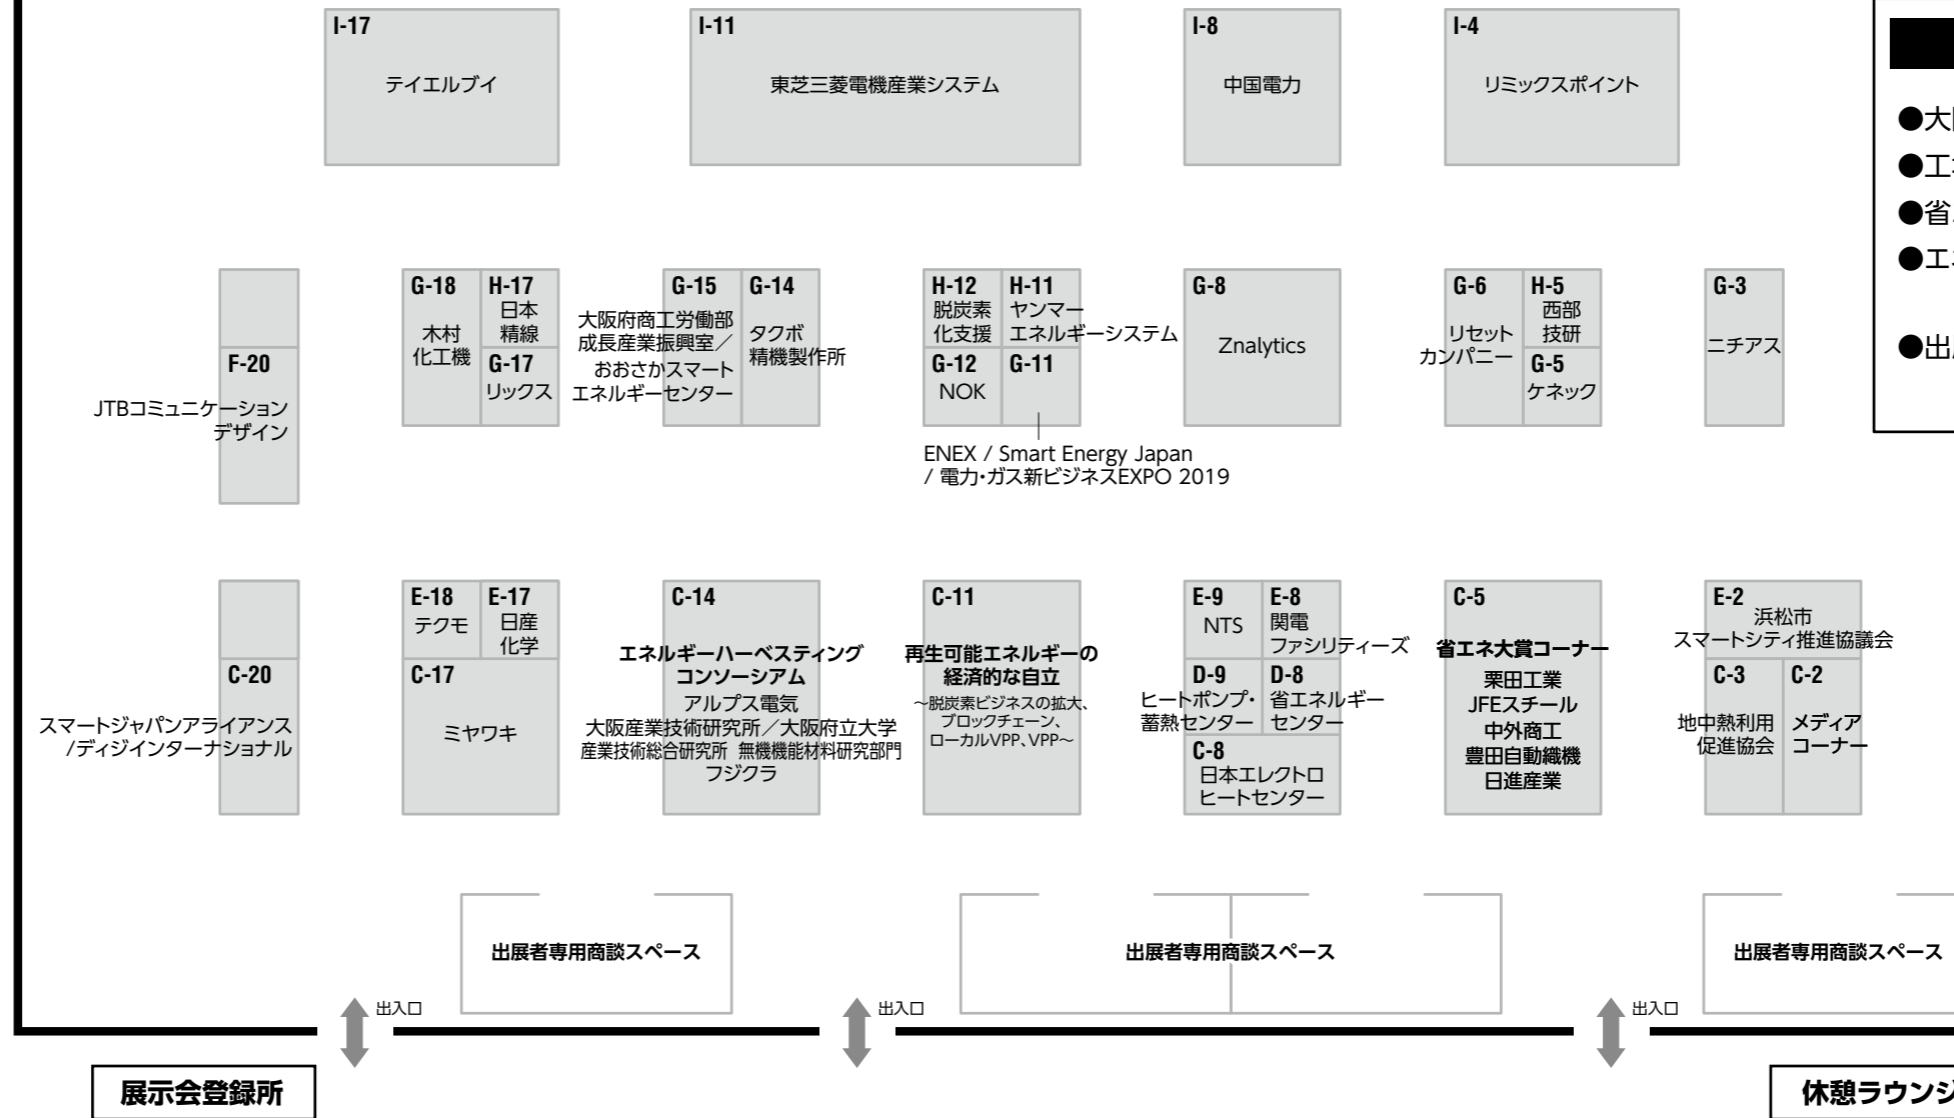 I-17
テイエルブイ
I-11
東芝三菱電機産業システム
I-8
中国電力
I-4
リミックスポイント
●大
●工
●省
●エ
●出
F-20
JTBコミュニケーション
デザイン
G-18
木村
化工機
H-17
日本
精線
G-17
リックス
G-15
大阪府商工労働部
成長産業振興室／
おおさかスマート
エネルギーセンター
G-14
タクボ
精機製作所
H-12
脱炭素
化支援
H-11
ヤンマー
エネルギーシステム
G-12
NOK
G-11
ENEX / Smart Energy Japan
/ 電力・ガス新ビジネスEXPO 2019
G-8
Znalytics
G-6
リセット
カンパニー
H-5
西部
技研
G-5
ケネック
G-3
ニチアス
C-20
スマートジャパンアライアンス
/ディジインターナショナル
E-18
テクモ
E-17
日産
化学
C-17
ミヤワキ
C-14
エネルギーハーベスティング
コンソーシアム
アルプス電気
大阪産業技術研究所／大阪府立大学
産業技術総合研究所 無機機能材料研究部門
フジクラ
C-11
再生可能エネルギーの
経済的な自立
～脱炭素ビジネスの拡大、
ブロックチェーン、
ローカルVPP、VPP～
E-9
NTS
E-8
関電
ファシリティーズ
D-9
ヒートポンプ・
蓄熱センター
D-8
省エネルギー
センター
C-8
日本エレクトロ
ヒートセンター
C-5
省エネ大賞コーナー
栗田工業
JFEスチール
中外商工
豊田自動織機
日進産業
E-2
浜松市
スマートシティ推進協議会
C-3
地中熱利用
促進協会
C-2
メディア
コーナー
出展者専用商談スペース
出展者専用商談スペース
出展者専用商談スペース
出入口
出入口
出入口
展示会登録所
休憩ラウンジ